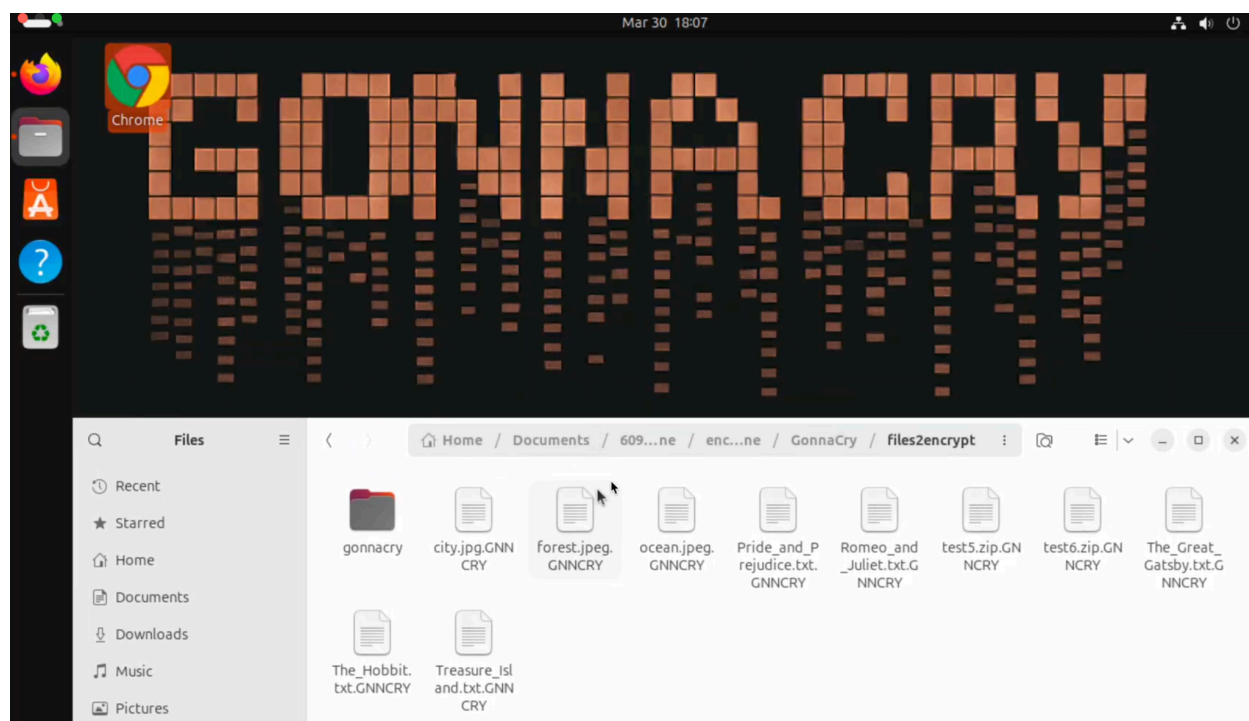 Mar 30 18:07
Chrome
GONNA CRY
Files
Home / Documents / 609...ne / enc...ne / GonnaCry / files2encrypt
Recent
Starred
Home
Documents
Downloads
Music
Pictures
gonnacry
city.jpg.GNN
CRY
forest.jpeg.
GNNCRY
ocean.jpeg.
GNNCRY
Pride_and_P
rejudice.txt.
GNNCRY
Romeo_and
_Juliet.txt.G
NNCRY
test5.zip.GN
NCRY
test6.zip.GN
NCRY
The_Great_
Gatsby.txt.G
NNCRY
The_Hobbit.
txt.GNNCRY
Treasure_Isl
and.txt.GNN
CRY